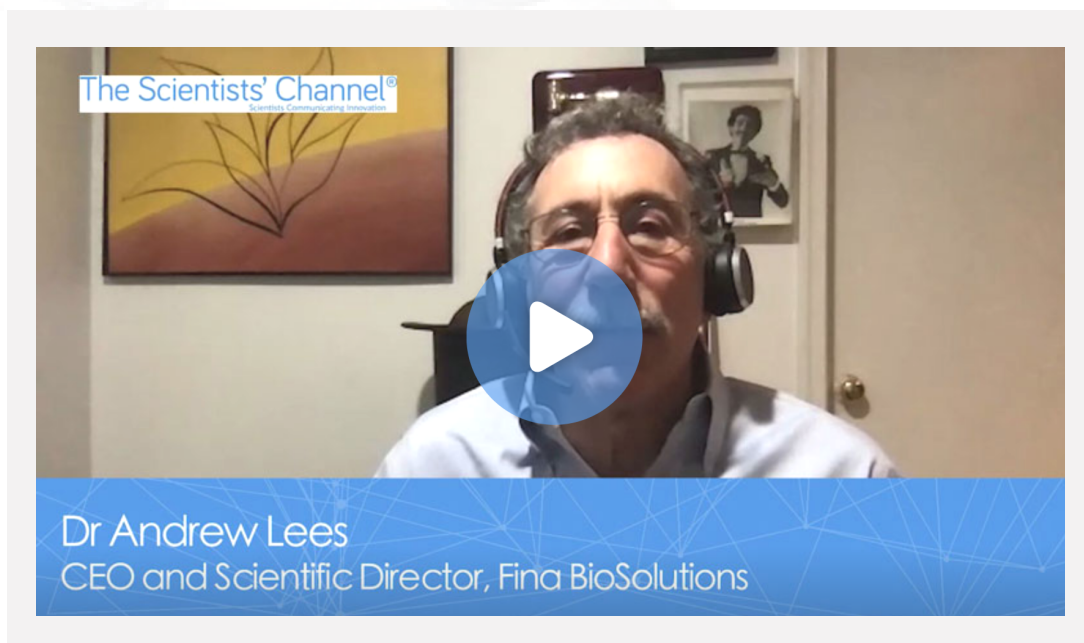 The Scientists' Channel®
Scientists Communicating Innovation
Dr Andrew Lees
CEO and Scientific Director, Fina BioSolutions